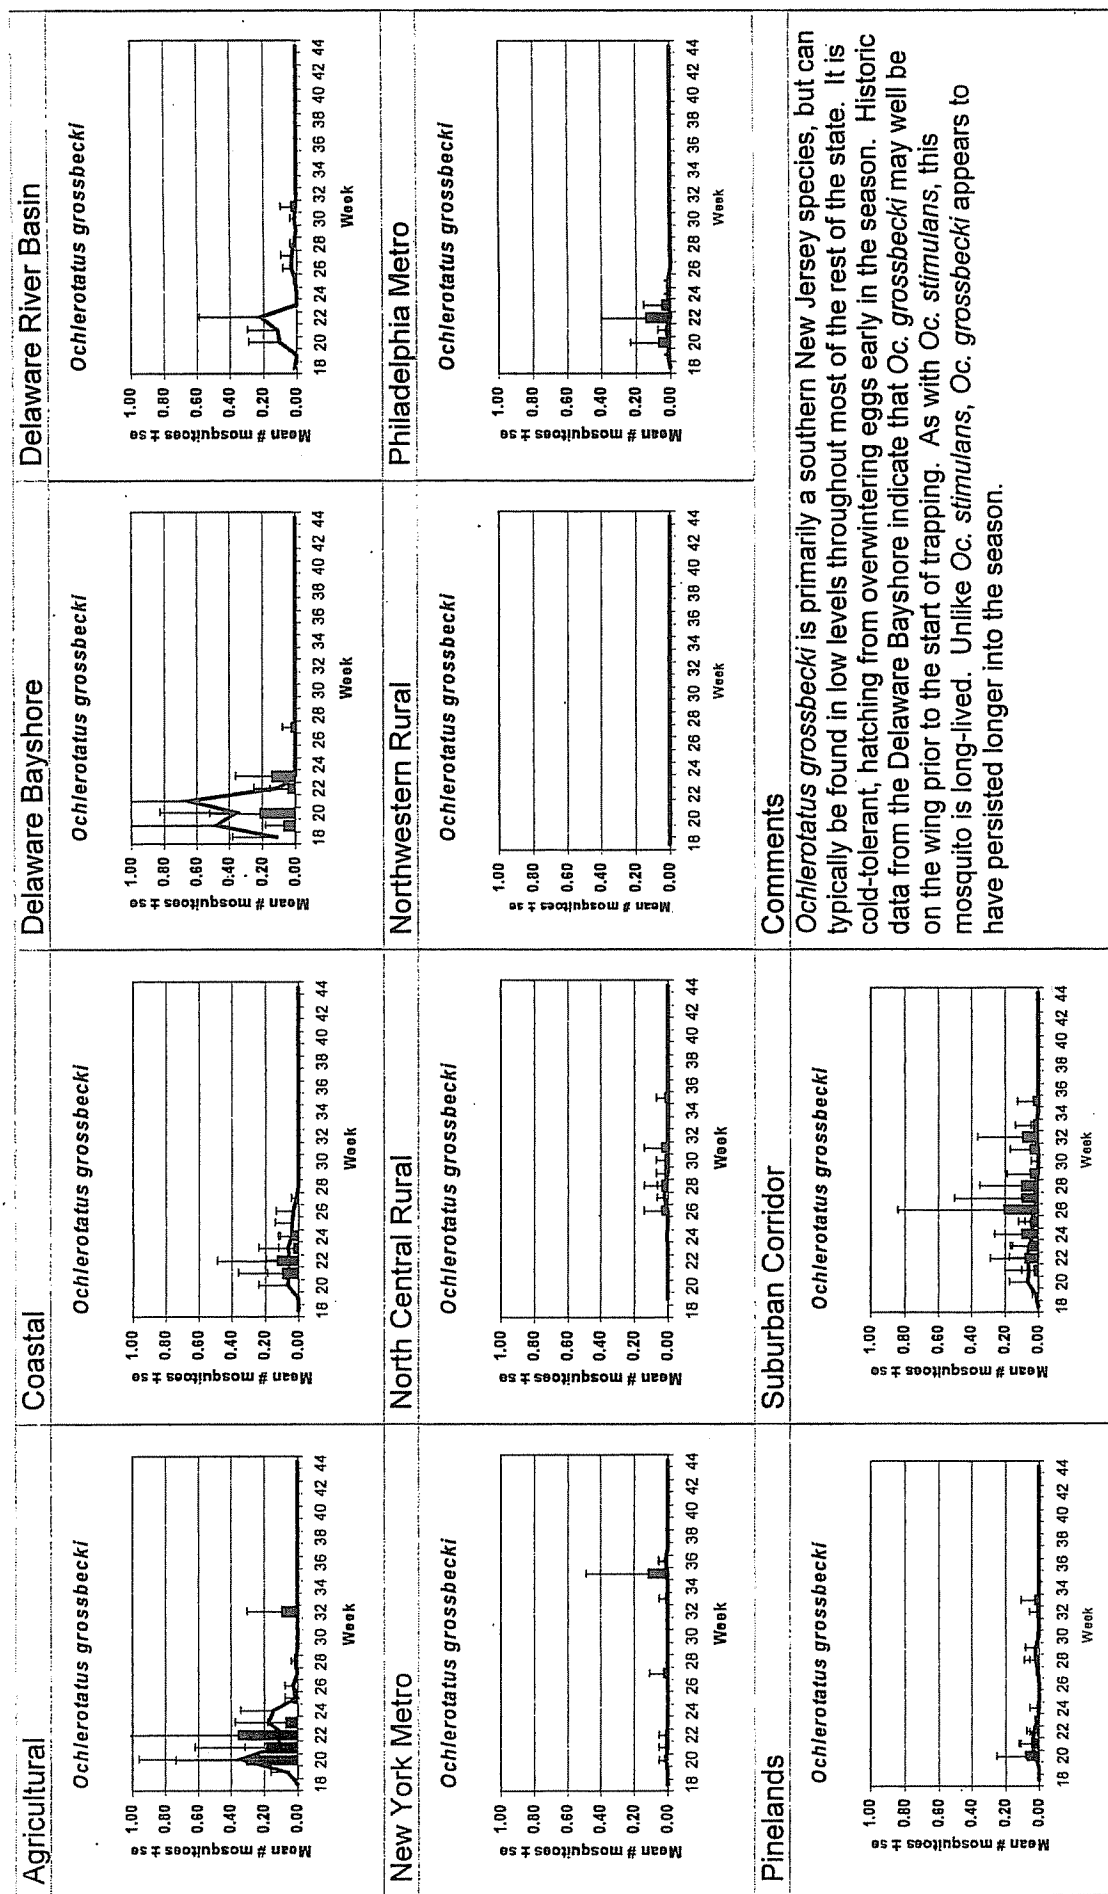 Agricultural
Ochlerotatus grossbecki
Mean # mosquitoes ± se
1.00
0.80
0.60
0.40
0.20
0.00
18 20 22 24 26 28 30 32 34 36 38 40 42 44
Week
Coastal
Ochlerotatus grossbecki
Mean # mosquitoes ± se
1.00
0.80
0.60
0.40
0.20
0.00
18 20 22 24 26 28 30 32 34 36 38 40 42 44
Week
Delaware Bayshore
Ochlerotatus grossbecki
Mean # mosquitoes ± se
1.00
0.80
0.60
0.40
0.20
0.00
18 20 22 24 26 28 30 32 34 36 38 40 42 44
Week
Delaware River Basin
Ochlerotatus grossbecki
Mean # mosquitoes ± se
1.00
0.80
0.60
0.40
0.20
0.00
18 20 22 24 26 28 30 32 34 36 38 40 42 44
Week
New York Metro
Ochlerotatus grossbecki
Mean # mosquitoes ± se
1.00
0.80
0.60
0.40
0.20
0.00
18 20 22 24 26 28 30 32 34 36 38 40 42 44
Week
North Central Rural
Ochlerotatus grossbecki
Mean # mosquitoes ± se
1.00
0.80
0.60
0.40
0.20
0.00
18 20 22 24 26 28 30 32 34 36 38 40 42 44
Week
Northwestern Rural
Ochlerotatus grossbecki
Mean # mosquitoes ± se
1.00
0.80
0.60
0.40
0.20
0.00
18 20 22 24 26 28 30 32 34 36 38 40 42 44
Week
Philadelphia Metro
Ochlerotatus grossbecki
Mean # mosquitoes ± se
1.00
0.80
0.60
0.40
0.20
0.00
18 20 22 24 26 28 30 32 34 36 38 40 42 44
Week
Pinelands
Ochlerotatus grossbecki
Mean # mosquitoes ± se
1.00
0.80
0.60
0.40
0.20
0.00
18 20 22 24 26 28 30 32 34 36 38 40 42 44
Week
Suburban Corridor
Ochlerotatus grossbecki
Mean # mosquitoes ± se
1.00
0.80
0.60
0.40
0.20
0.00
18 20 22 24 26 28 30 32 34 36 38 40 42 44
Week
Comments
Ochlerotatus grossbecki is primarily a southern New Jersey species, but can
typically be found in low levels throughout most of the rest of the state. It is
cold-tolerant, hatching from overwintering eggs early in the season. Historic
data from the Delaware Bayshore indicate that Oc. grossbecki may well be
on the wing prior to the start of trapping. As with Oc. stimulans, this
mosquito is long-lived. Unlike Oc. stimulans, Oc. grossbecki appears to
have persisted longer into the season.